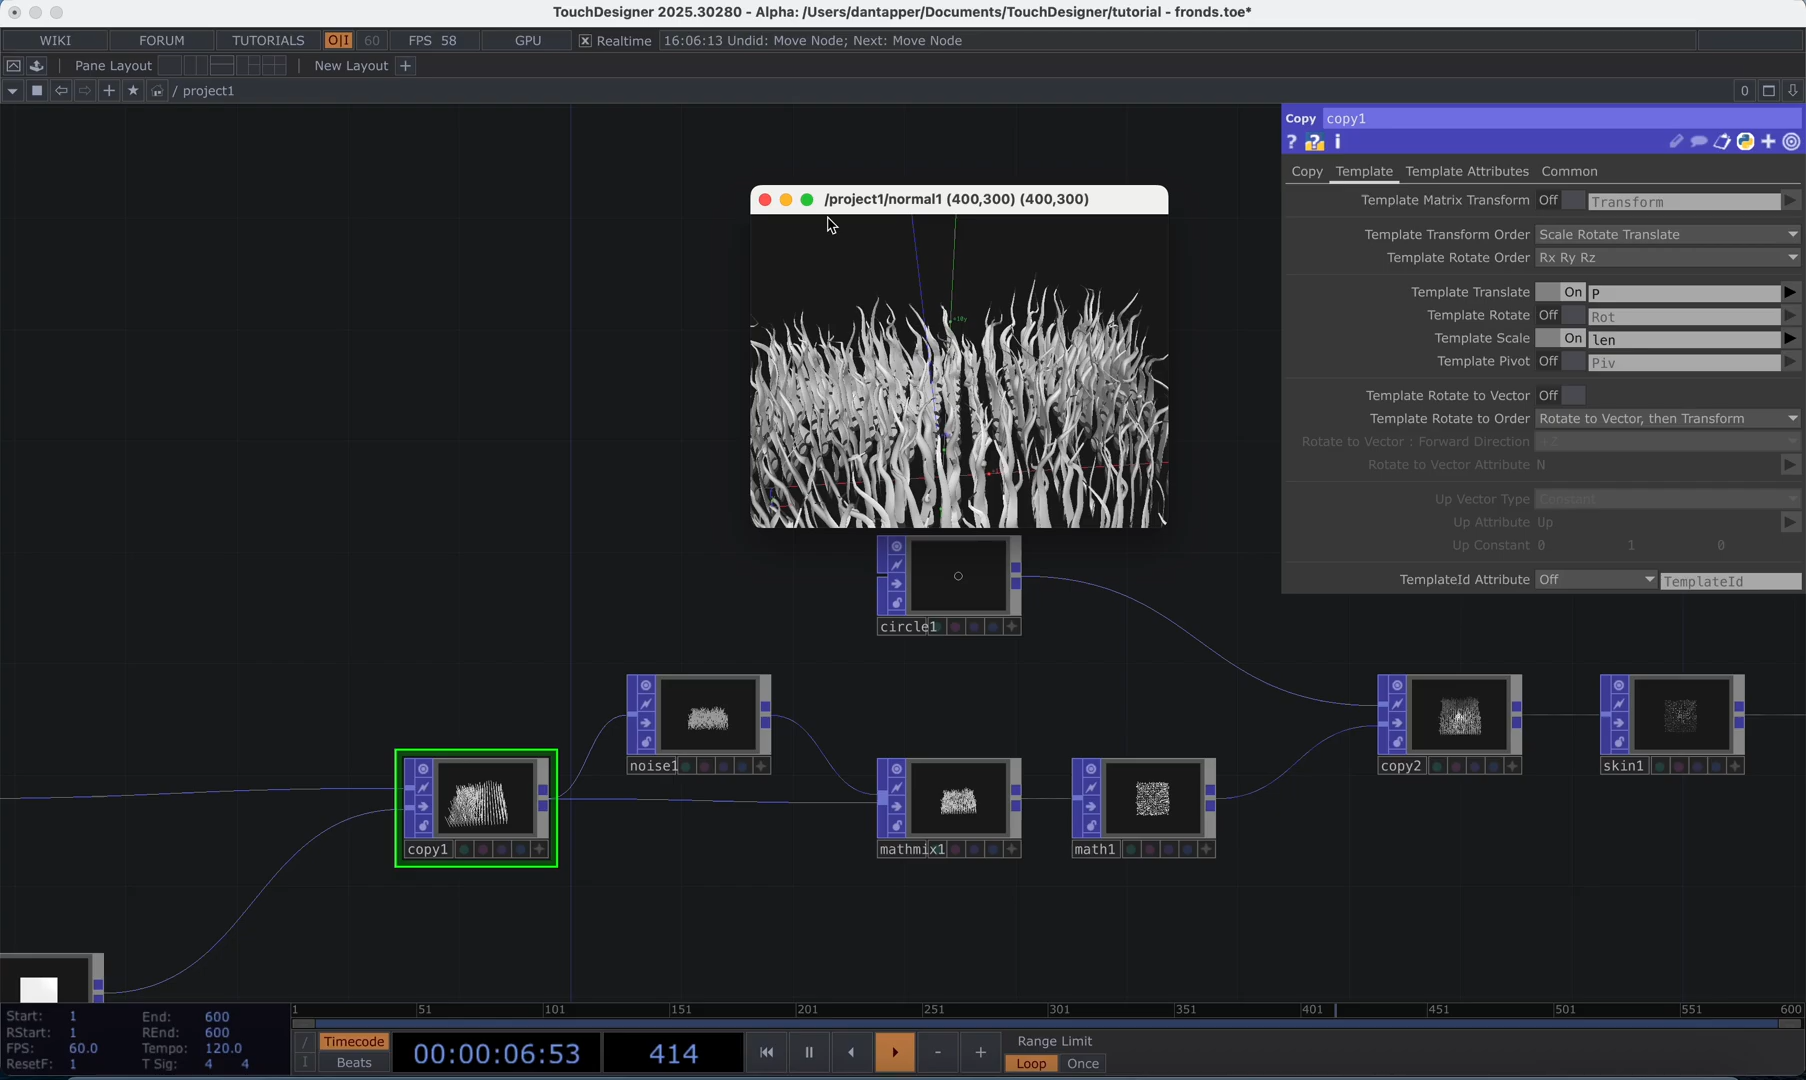 TouchDesigner 2025.30280 - Alpha: /Users/dantapper/Documents/TouchDesigner/tutorial - fronds.toe*
WIKI FORUM TUTORIALS O|I 60 FPS 58 GPU Realtime 16:06:13 Undid: Move Node; Next: Move Node
Pane Layout New Layout +
/ project1 0
Copy copy1
? ? i
Copy Template Template Attributes Common
Template Matrix Transform Off Transform
Template Transform Order Scale Rotate Translate
Template Rotate Order Rx Ry Rz
Template Translate On P
Template Rotate Off Rot
Template Scale On len
Template Pivot Off Piv
Template Rotate to Vector Off
Template Rotate to Order Rotate to Vector, then Transform
Rotate to Vector : Forward Direction +Z
Rotate to Vector Attribute N
Up Vector Type Constant
Up Attribute Up
Up Constant 0 1 0
TemplateId Attribute Off TemplateId
/project1/normal1 (400,300) (400,300)
+10y
circle1
noise1
copy2
skin1
copy1
mathmix1
math1
1 51 101 151 201 251 301 351 401 451 501 551 600
Start: 1 End: 600
RStart: 1 REnd: 600
FPS: 60.0 Tempo: 120.0
ResetF: 1 T Sig: 4 4
/ Timecode
I Beats
00:00:06:53 414
- +
Range Limit
Loop Once